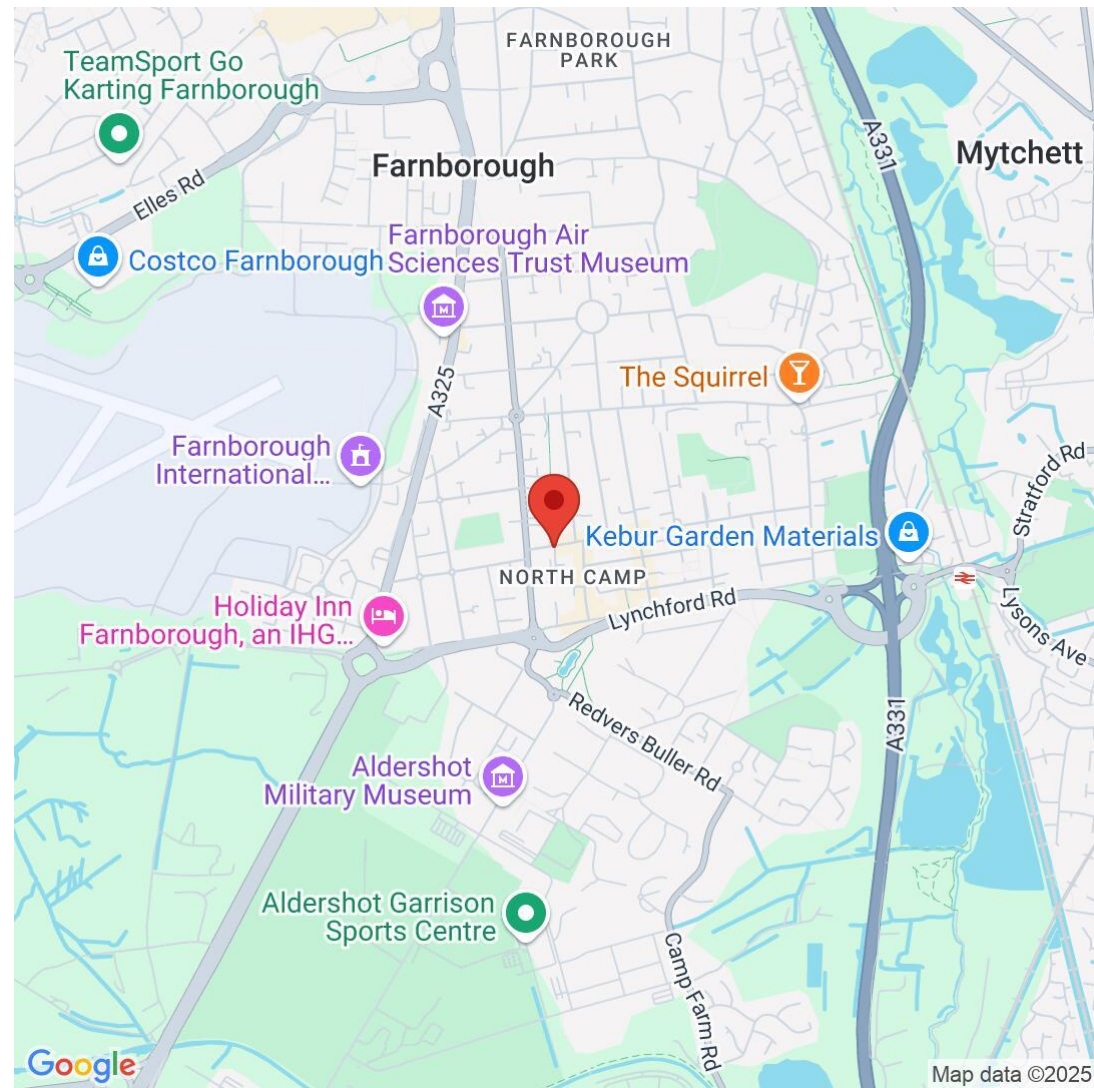 FARNBOROUGH
PARK
TeamSport Go
Karting Farnborough
A331
Mytchett
Farnborough
Elles Rd
Farnborough Air
Sciences Trust Museum
Costco Farnborough
The Squirrel
A325
Farnborough
International...
Stratford Rd
Kebur Garden Materials
NORTH CAMP
Lynchford Rd
Holiday Inn
Farnborough, an IHG...
Lysons Ave
Redvers Buller Rd
A331
Aldershot
Military Museum
Aldershot Garrison
Sports Centre
Camp Farm Rd
Google
Map data ©2025